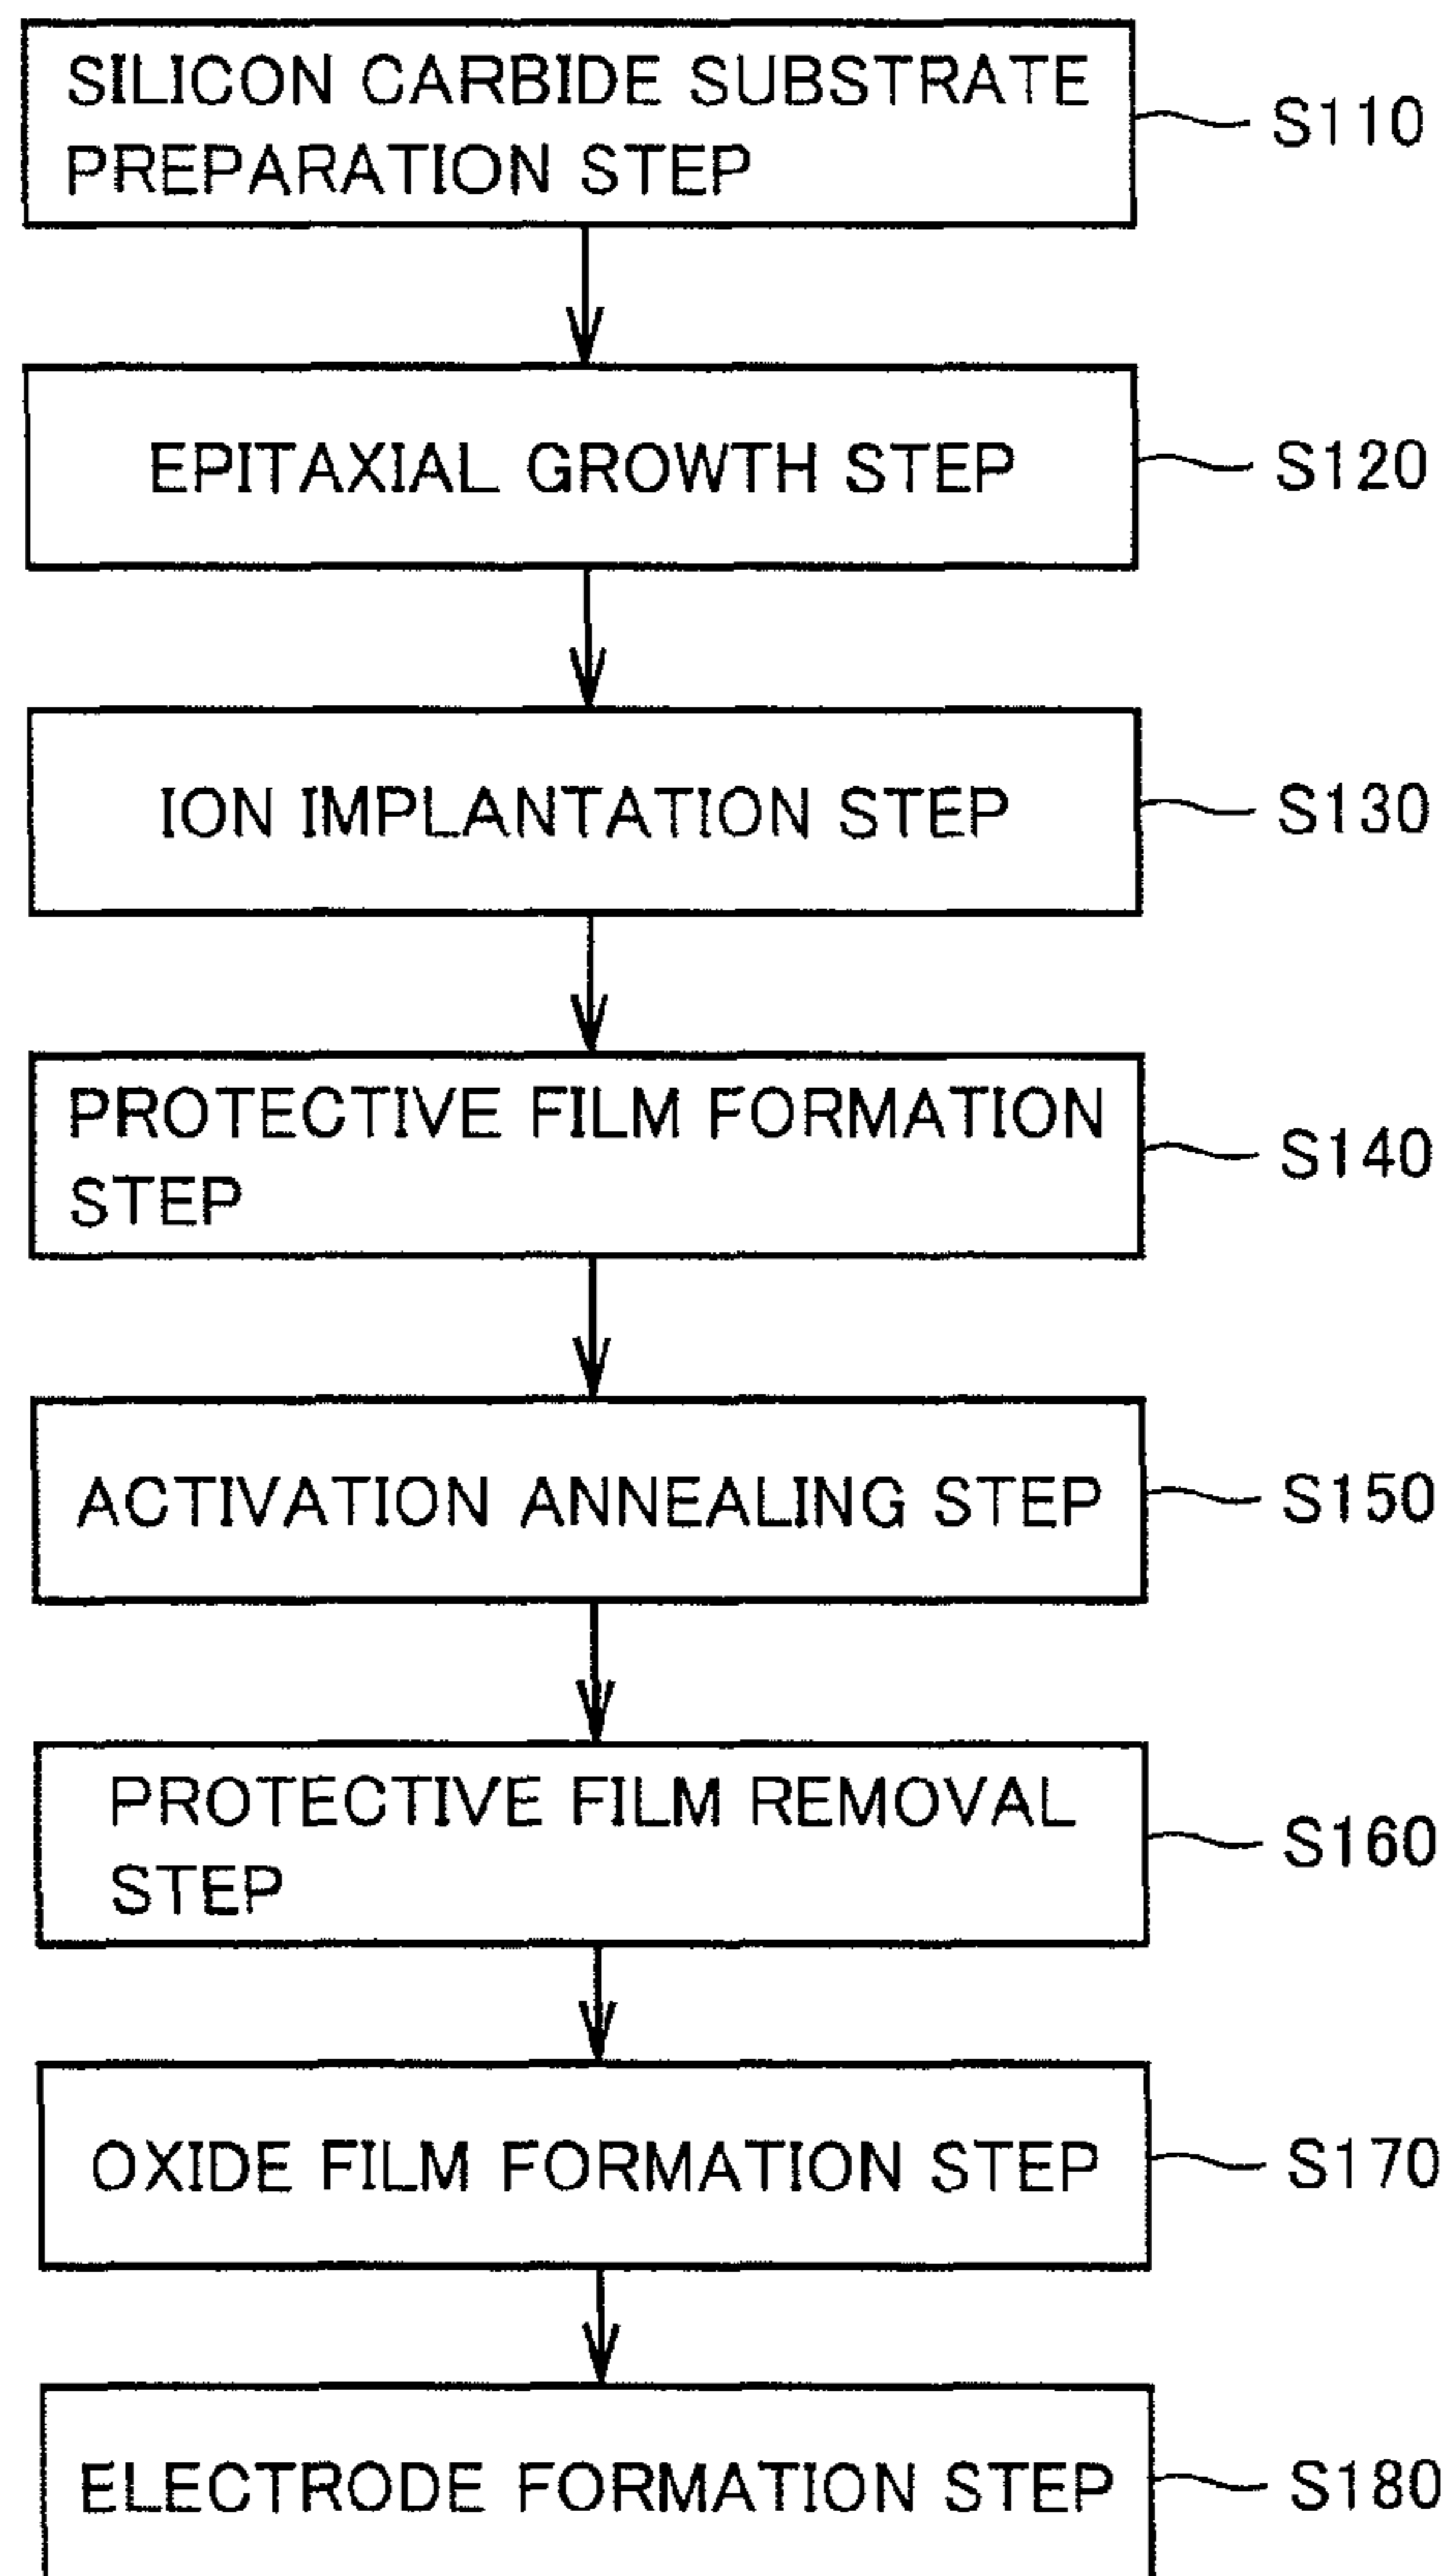 SILICON CARBIDE SUBSTRATE
PREPARATION STEP
S110
EPITAXIAL GROWTH STEP
S120
ION IMPLANTATION STEP
S130
PROTECTIVE FILM FORMATION
STEP
S140
ACTIVATION ANNEALING STEP
S150
PROTECTIVE FILM REMOVAL
STEP
S160
OXIDE FILM FORMATION STEP
S170
ELECTRODE FORMATION STEP
S180